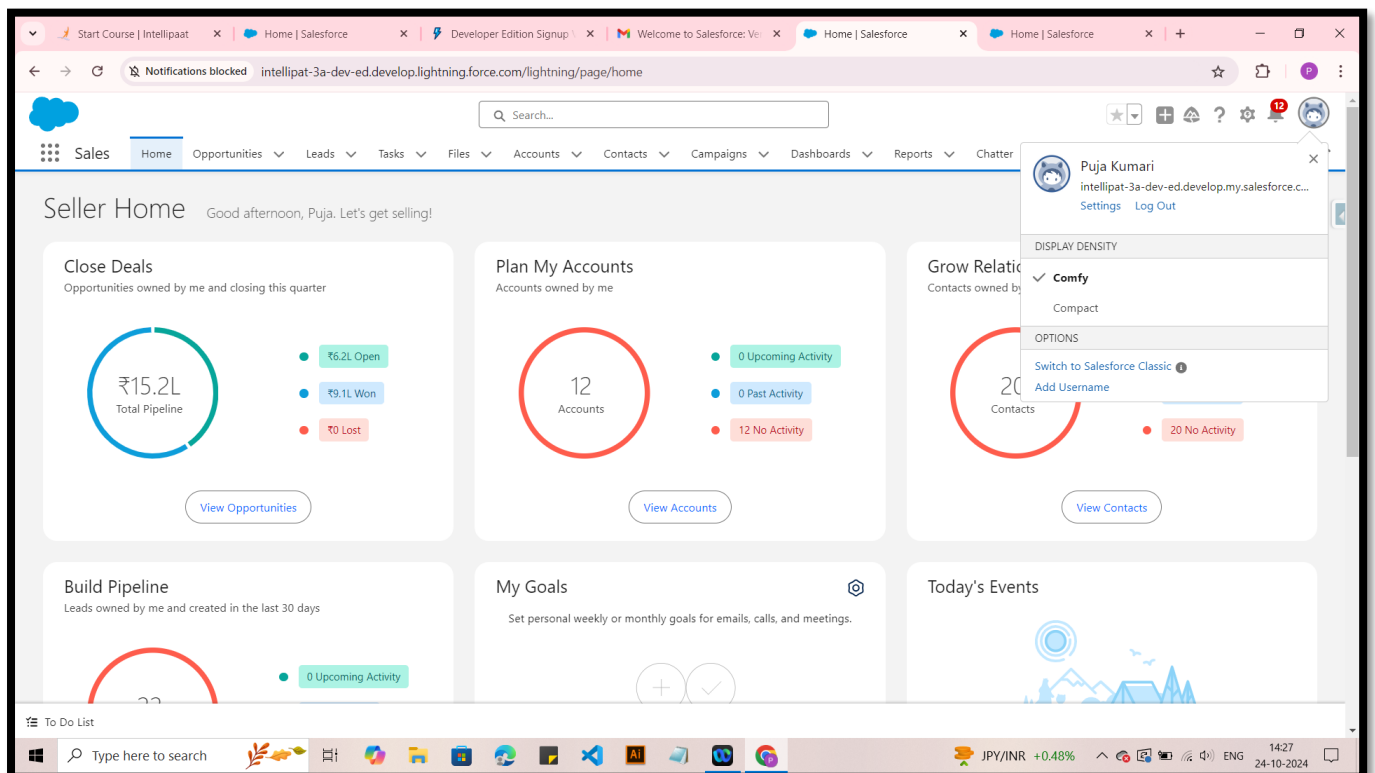 Start Course | Intellipaat
Home | Salesforce
Developer Edition Signup
Welcome to Salesforce: Ve
Home | Salesforce
Home | Salesforce
Notifications blocked
intellipat-3a-dev-ed.develop.lightning.force.com/lightning/page/home
P
Search...
12
Sales
Home
Opportunities
Leads
Tasks
Files
Accounts
Contacts
Campaigns
Dashboards
Reports
Chatter
Puja Kumari
intellipat-3a-dev-ed.develop.my.salesforce.c...
Settings Log Out
DISPLAY DENSITY
Comfy
Compact
OPTIONS
Switch to Salesforce Classic
Add Username
Seller Home Good afternoon, Puja. Let's get selling!
Close Deals
Opportunities owned by me and closing this quarter
₹15.2L
Total Pipeline
₹6.2L Open
₹9.1L Won
₹0 Lost
View Opportunities
Plan My Accounts
Accounts owned by me
12
Accounts
0 Upcoming Activity
0 Past Activity
12 No Activity
View Accounts
Grow
Contacts owned by
Contacts
20 No Activity
View Contacts
Build Pipeline
Leads owned by me and created in the last 30 days
0 Upcoming Activity
My Goals
Set personal weekly or monthly goals for emails, calls, and meetings.
Today's Events
To Do List
Type here to search
Ai
JPY/INR +0.48%
ENG
14:27
24-10-2024